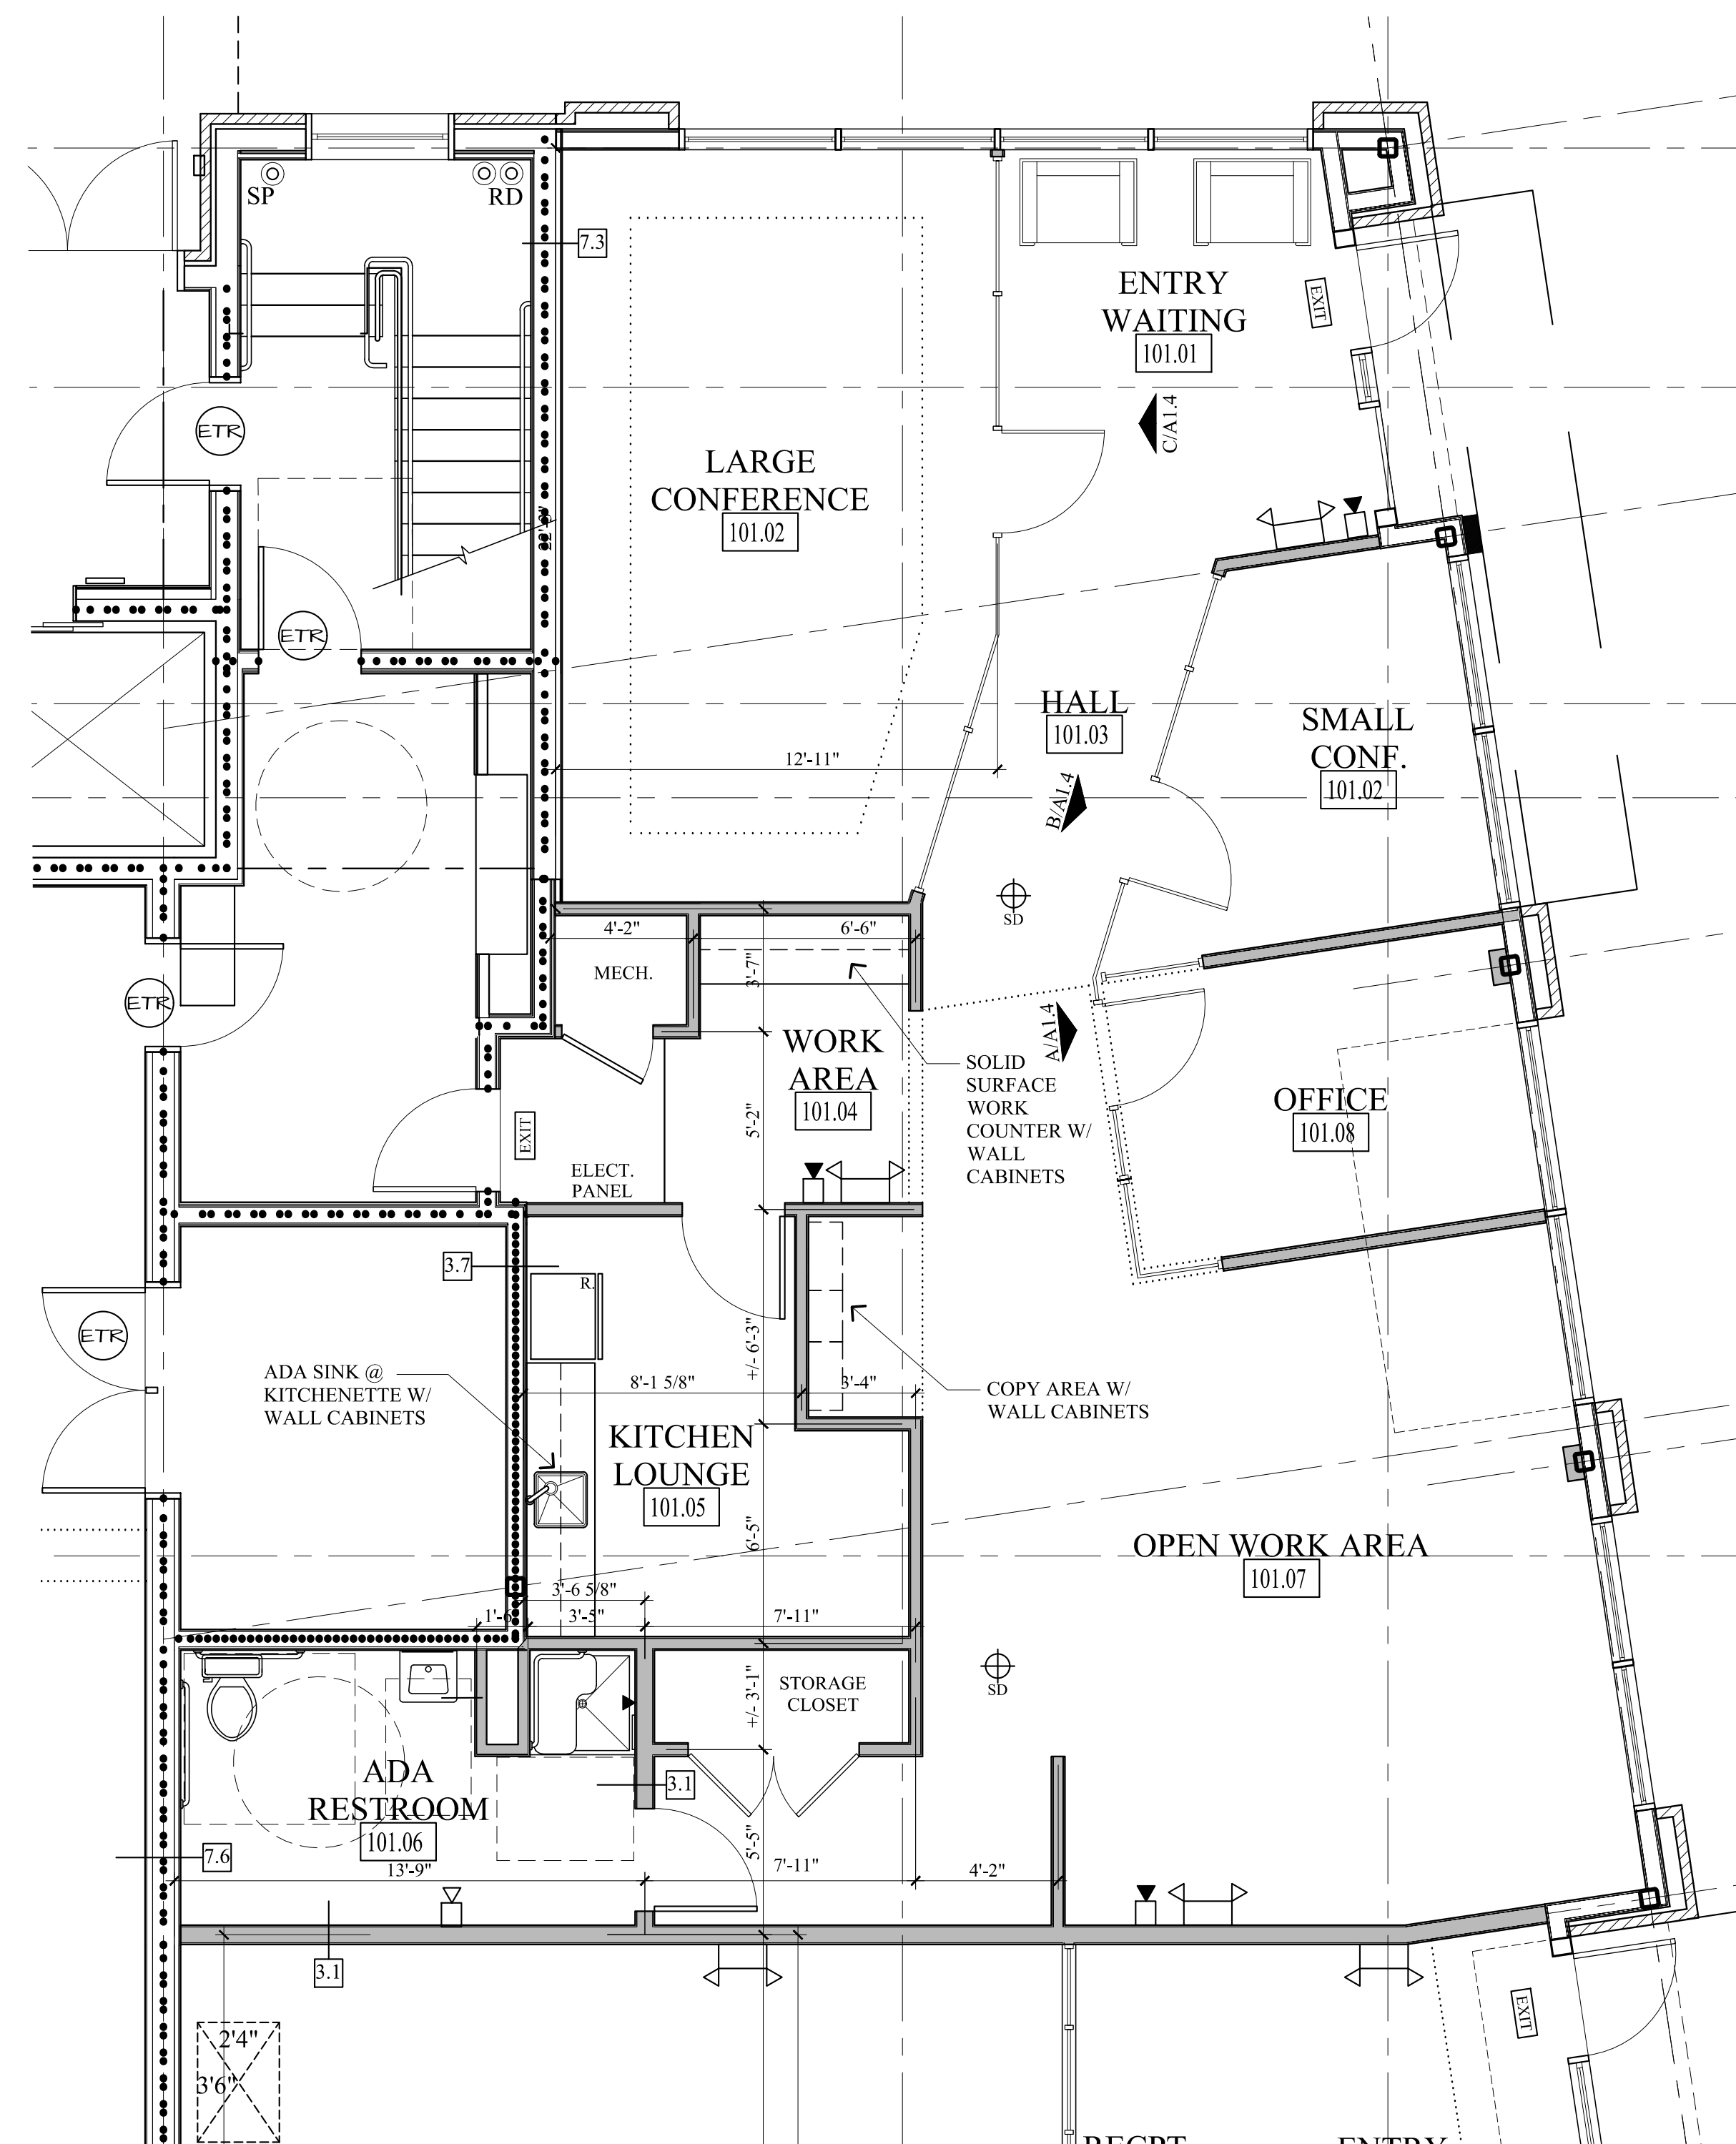 SP
RD
7.3
ENTRY
WAITING
101.01
EXIT
C/A1.4
ETR
LARGE
CONFERENCE
101.02
ETR
HALL
101.03
SMALL
CONF.
101.02
12'-11"
B/A1.4
SD
4'-2"
6'-6"
3'-7"
MECH.
ETR
WORK
AREA
101.04
A/A1.4
SOLID
SURFACE
WORK
COUNTER W/
WALL
CABINETS
OFFICE
101.08
EXIT
5'-2"
ELECT.
PANEL
3.7
R.
ETR
ADA SINK @
KITCHENETTE W/
WALL CABINETS
+/- 6'-3"
8'-1 5/8"
3'-4"
COPY AREA W/
WALL CABINETS
KITCHEN
LOUNGE
101.05
6'-5"
OPEN WORK AREA
101.07
3'-6 5/8"
1'-6
3'-5"
7'-11"
SD
STORAGE
CLOSET
+/- 3'-1"
ADA
RESTROOM
101.06
3.1
7.6
13'-9"
5'-5"
7'-11"
4'-2"
3.1
EXIT
2'4"
3'6"
RECPT
ENTRY